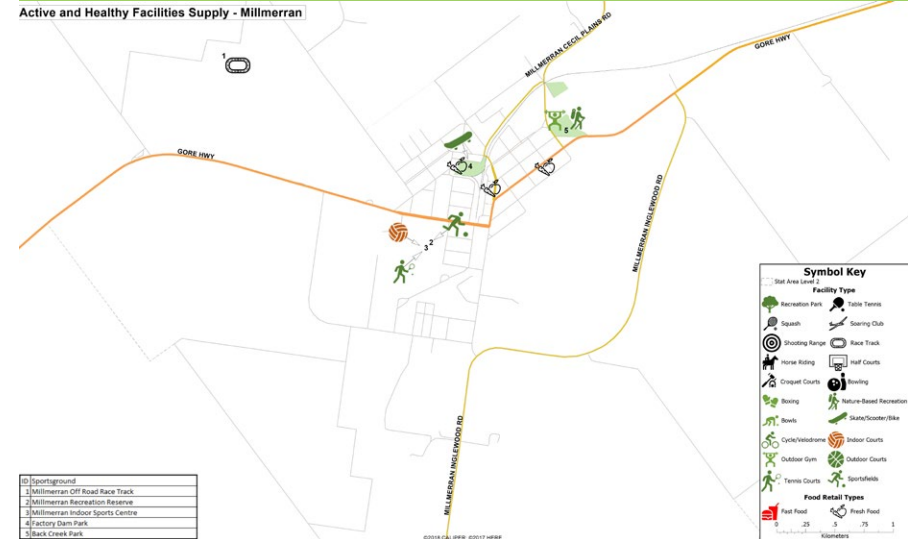 Active and Healthy Facilities Supply - Millmerran
1
MILLMERRAN CECIL PLAINS RD
GORE HWY
5
GORE HWY
4
MILLMERRAN INGLEWOOD RD
2
3
MILLMERRAN INGLEWOOD RD
Symbol Key
Stat Area Level 2
Facility Type
Recreation Park Table Tennis
Squash Soaring Club
Shooting Range Race Track
Horse Riding Half Courts
Croquet Courts Bowling
Boxing Nature-Based Recreation
Bowls Skate/Scooter/Bike
Cycle/Velodrome Indoor Courts
Outdoor Gym Outdoor Courts
Tennis Courts Sportsfields
Food Retail Types
Fast Food Fresh Food
0 .25 .5 .75 1
Kilometers
ID Sportsground
1 Millmerran Off Road Race Track
2 Millmerran Recreation Reserve
3 Millmerran Indoor Sports Centre
4 Factory Dam Park
5 Back Creek Park
©2018 CALIPER ©2017 HERE